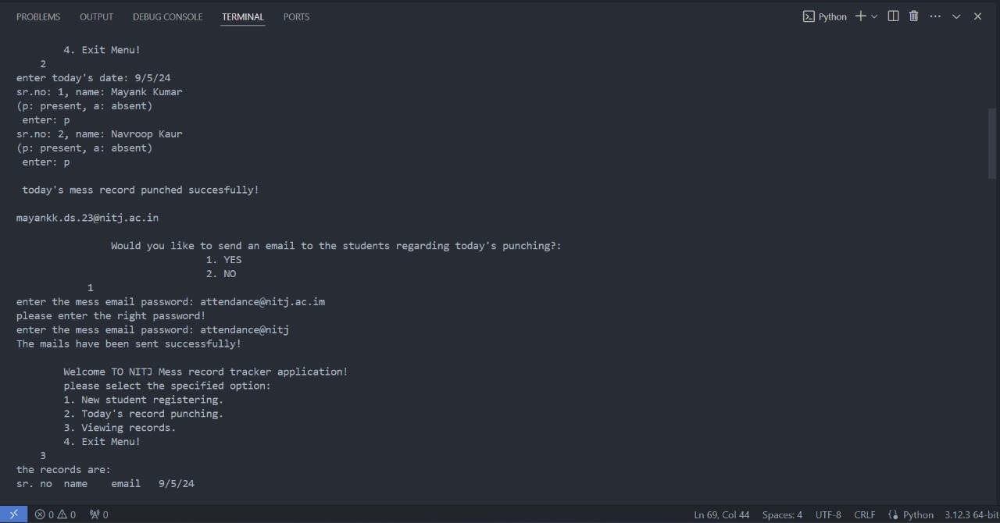 PROBLEMS OUTPUT DEBUG CONSOLE TERMINAL PORTS Python
4. Exit Menu!
2
enter today's date: 9/5/24
sr.no: 1, name: Mayank Kumar
(p: present, a: absent)
enter: p
sr.no: 2, name: Navroop Kaur
(p: present, a: absent)
enter: p
today's mess record punched succesfully!
mayankk.ds.23@nitj.ac.in
Would you like to send an email to the students regarding today's punching?:
1. YES
2. NO
1
enter the mess email password: attendance@nitj.ac.im
please enter the right password!
enter the mess email password: attendance@nitj
The mails have been sent successfully!
Welcome TO NITJ Mess record tracker application!
please select the specified option:
1. New student registering.
2. Today's record punching.
3. Viewing records.
4. Exit Menu!
3
the records are:
sr. no name email 9/5/24
0 0 0 Ln 69, Col 44 Spaces: 4 UTF-8 CRLF Python 3.12.3 64-bit